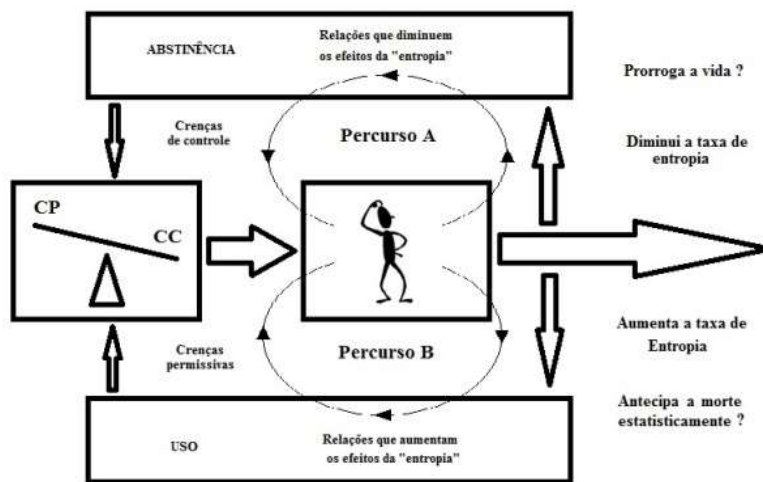 ABSTINÊNCIA
Relações que diminuem
os efeitos da "entropia"
Prorroga a vida ?
Crenças
de controle
Percurso A
Diminui a taxa de
entropia
CP
CC
Crenças
permissivas
Percurso B
Aumenta a taxa de
Entropia
Antecipa a morte
estatisticamente ?
USO
Relações que aumentam
os efeitos da "entropia"